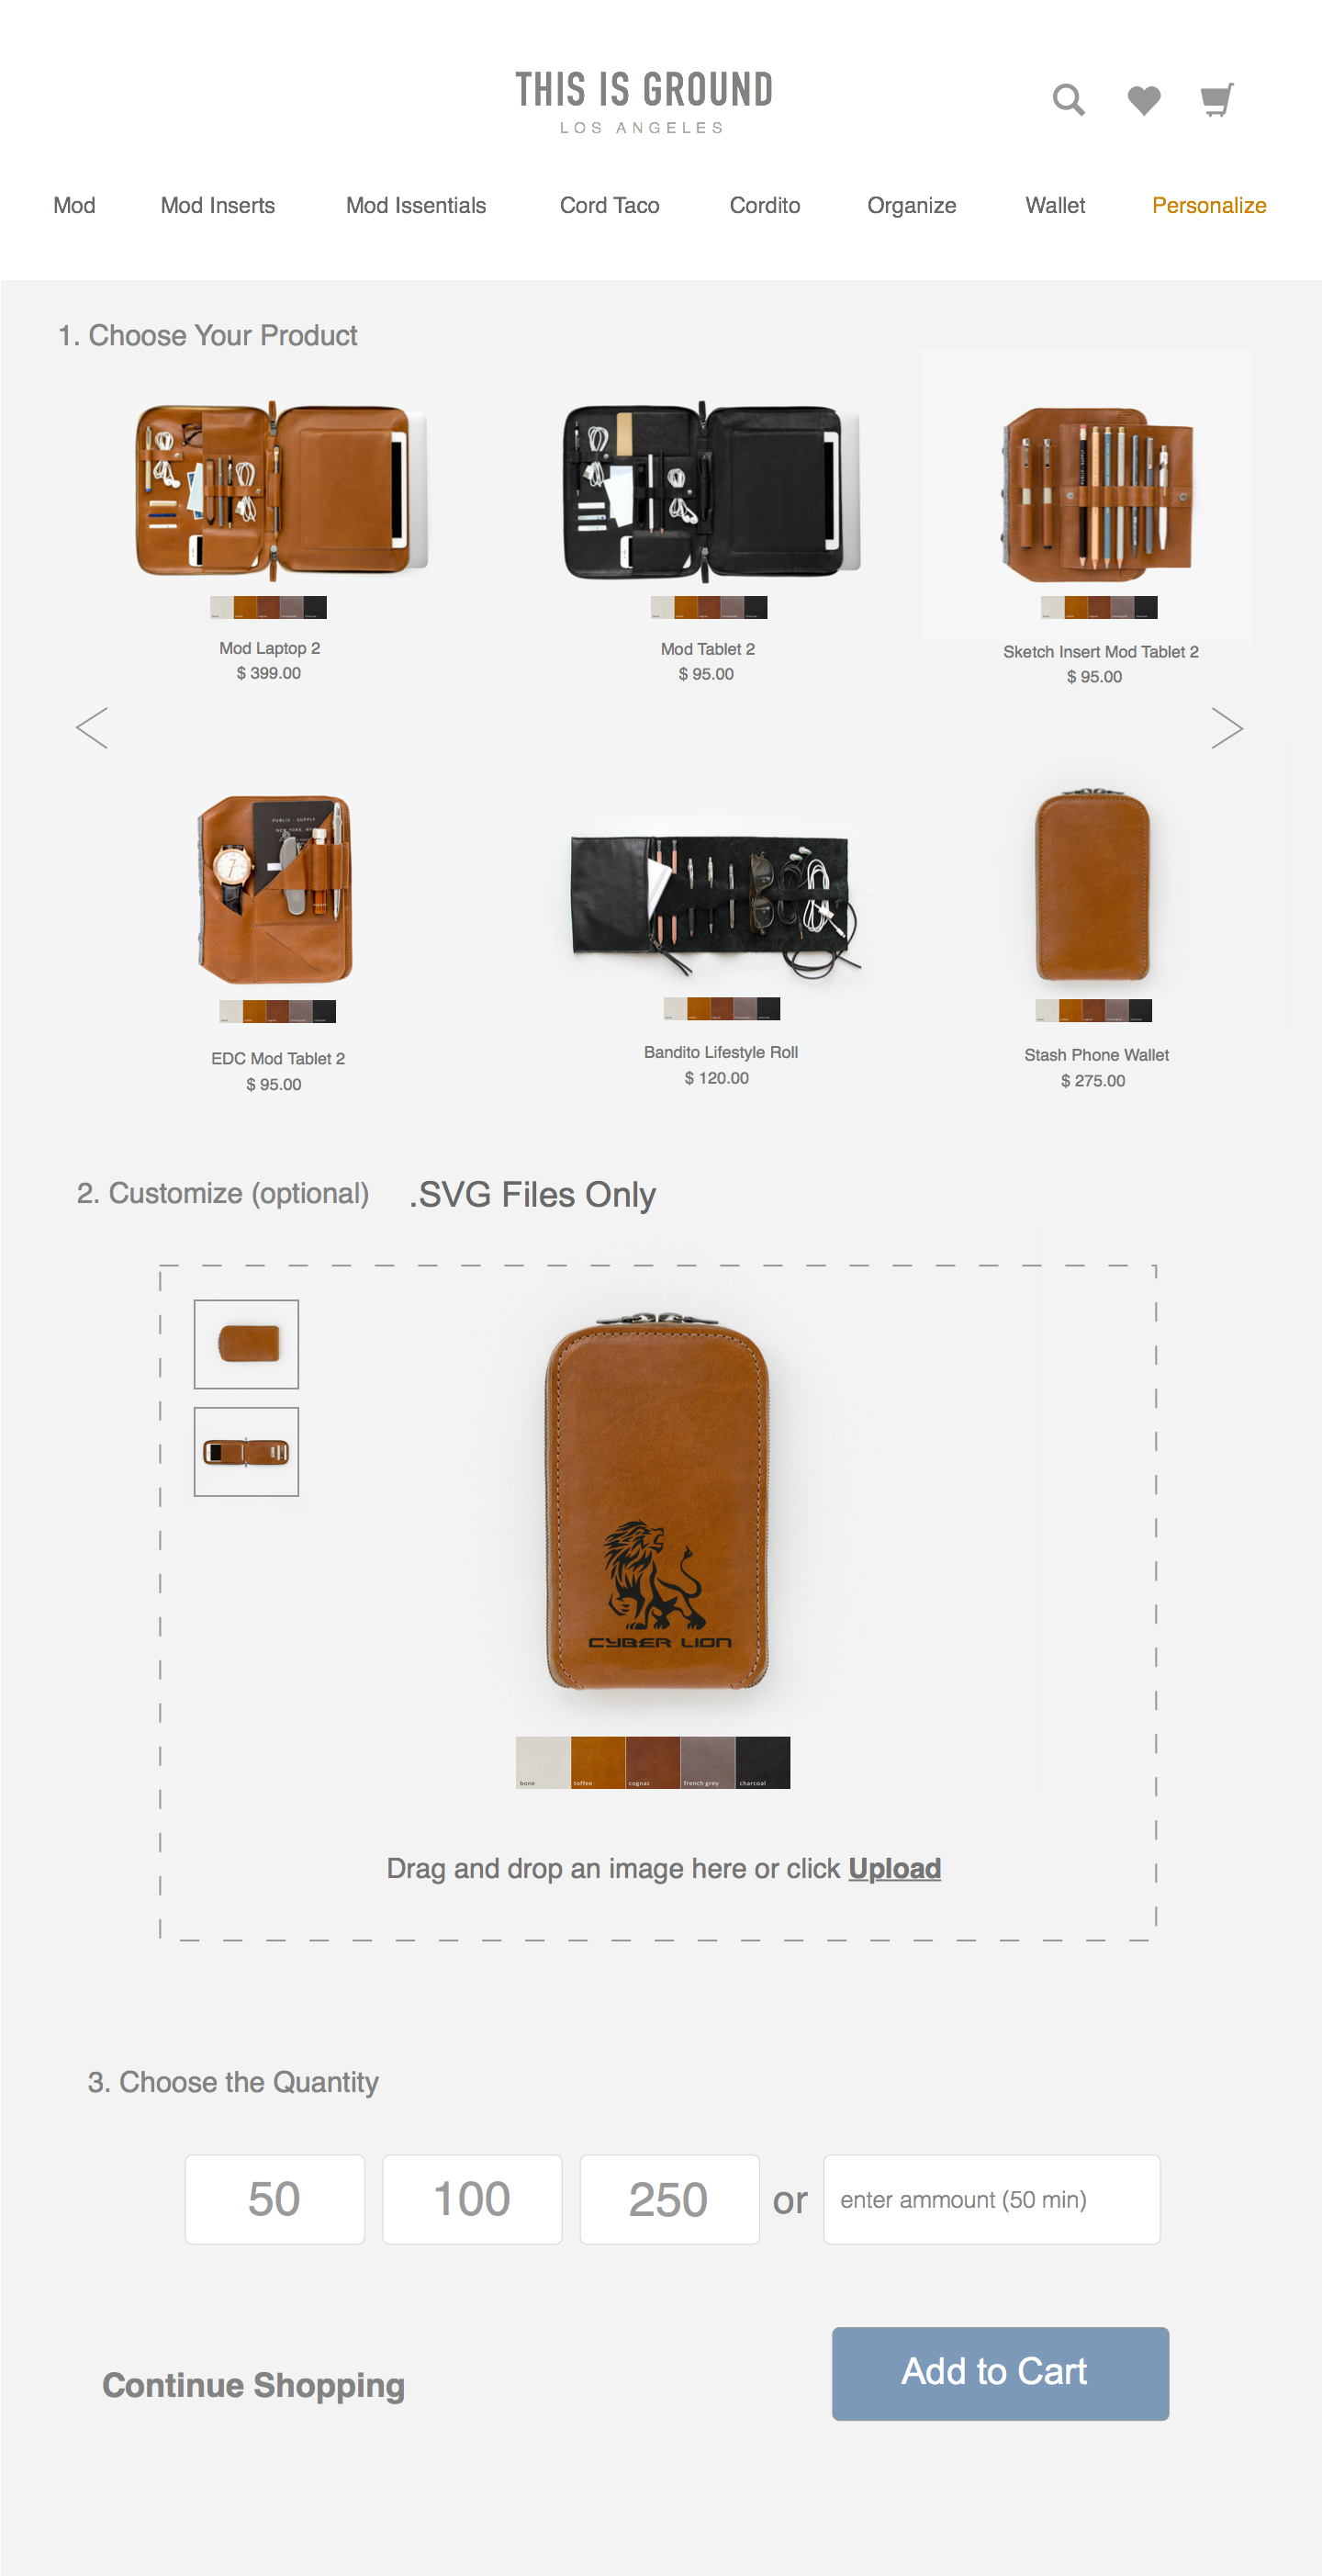 THIS IS GROUND
LOS ANGELES
Mod
Mod Inserts
Mod Issentials
Cord Taco
Cordito
Organize
Wallet
Personalize
1. Choose Your Product
Mod Laptop 2
$ 399.00
Mod Tablet 2
$ 95.00
Sketch Insert Mod Tablet 2
$ 95.00
PUBLIC - SUPPLY
EDC Mod Tablet 2
$ 95.00
Bandito Lifestyle Roll
$ 120.00
Stash Phone Wallet
$ 275.00
2. Customize (optional)
.SVG Files Only
CYBER LION
bone
toffee
cognac
french grey
charcoal
Drag and drop an image here or click Upload
3. Choose the Quantity
50
100
250
or
enter ammount (50 min)
Continue Shopping
Add to Cart